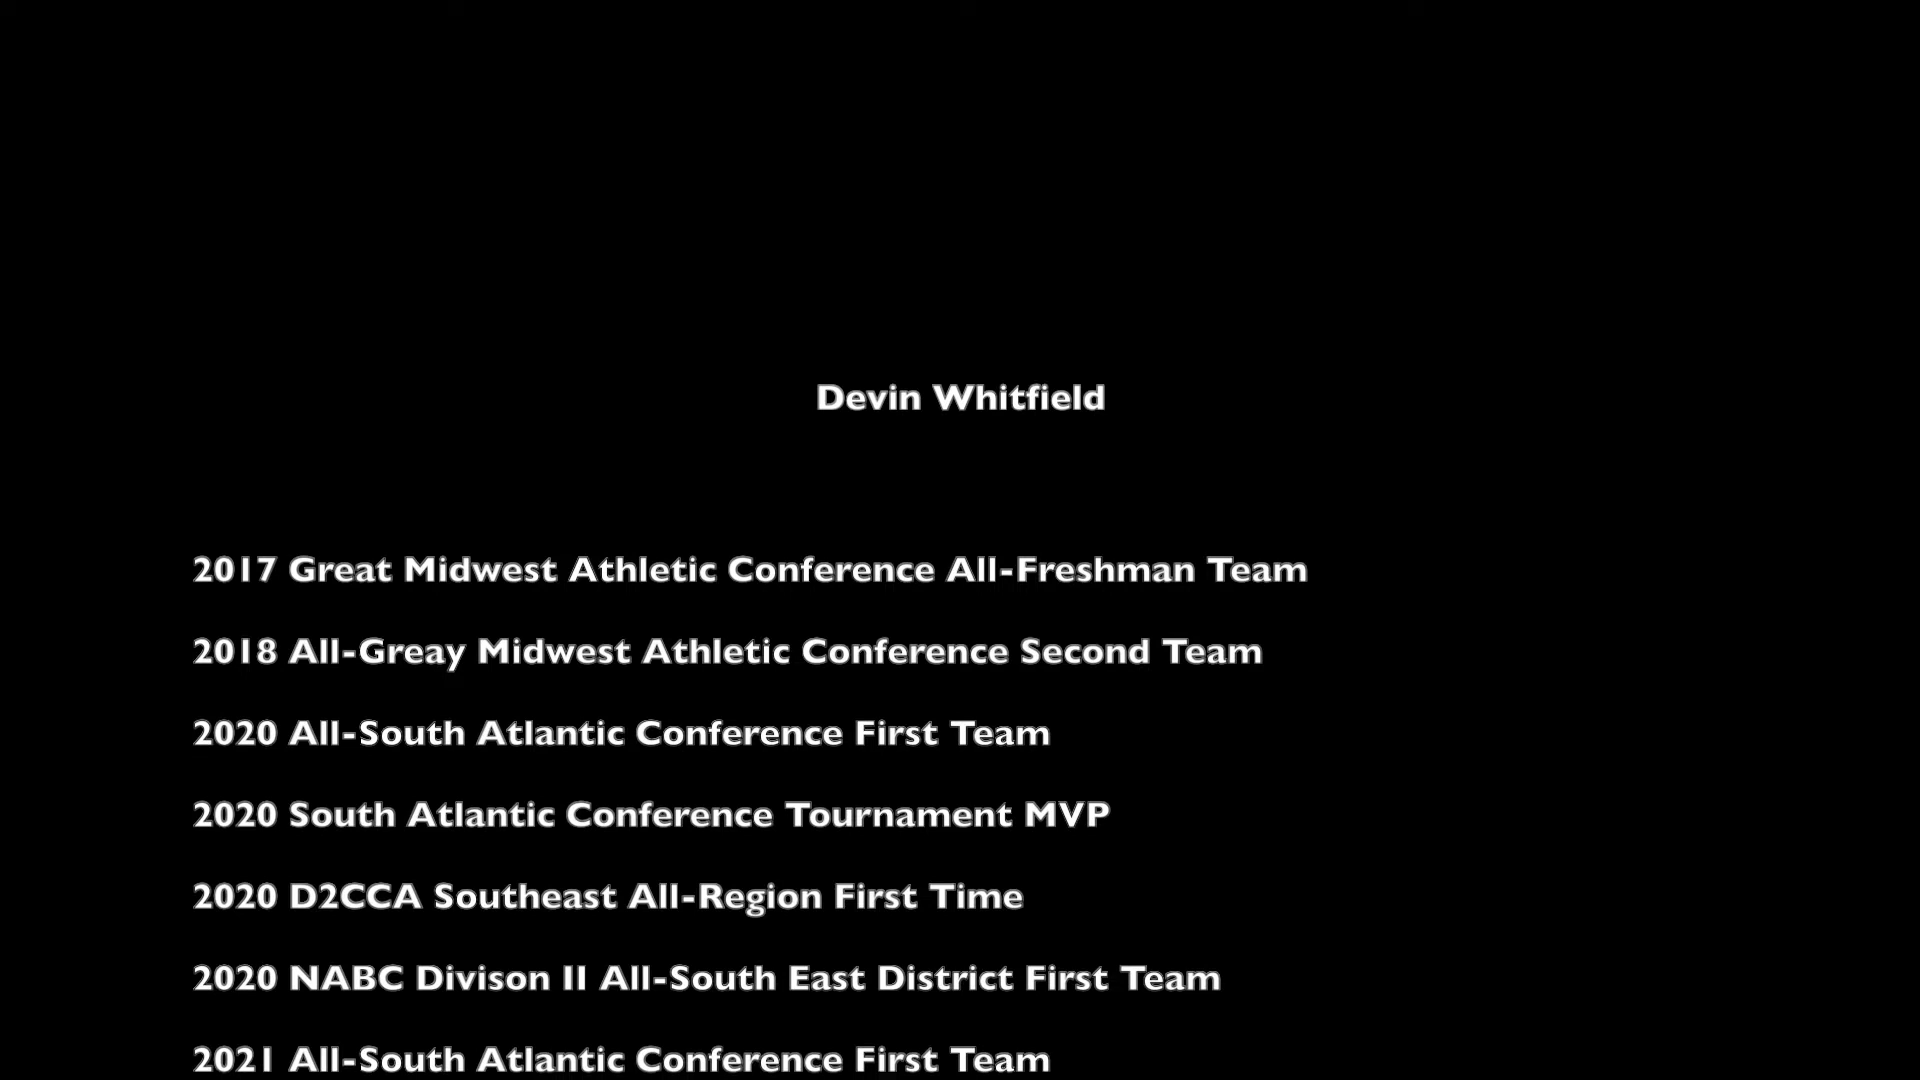 Devin Whitfield
2017 Great Midwest Athletic Conference All-Freshman Team
2018 All-Greay Midwest Athletic Conference Second Team
2020 All-South Atlantic Conference First Team
2020 South Atlantic Conference Tournament MVP
2020 D2CCA Southeast All-Region First Time
2020 NABC Divison II All-South East District First Team
2021 All-South Atlantic Conference First Team